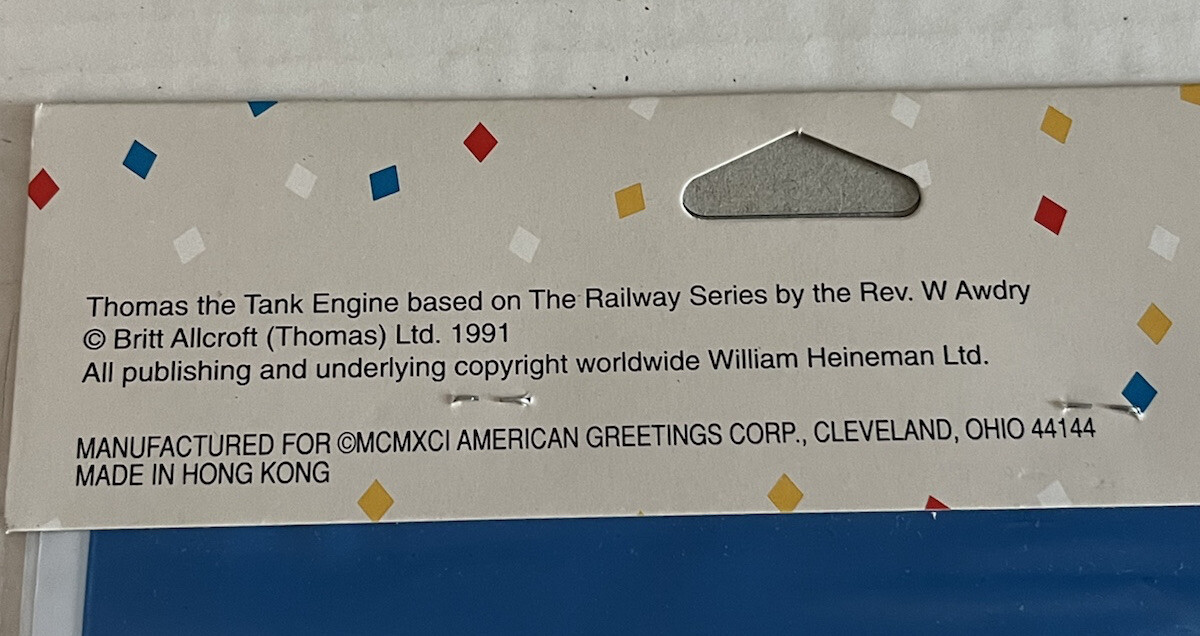 Thomas the Tank Engine based on The Railway Series by the Rev. W Awdry
© Britt Allcroft (Thomas) Ltd. 1991
All publishing and underlying copyright worldwide William Heineman Ltd.
MANUFACTURED FOR ©MCMXCI AMERICAN GREETINGS CORP., CLEVELAND, OHIO 44144
MADE IN HONG KONG